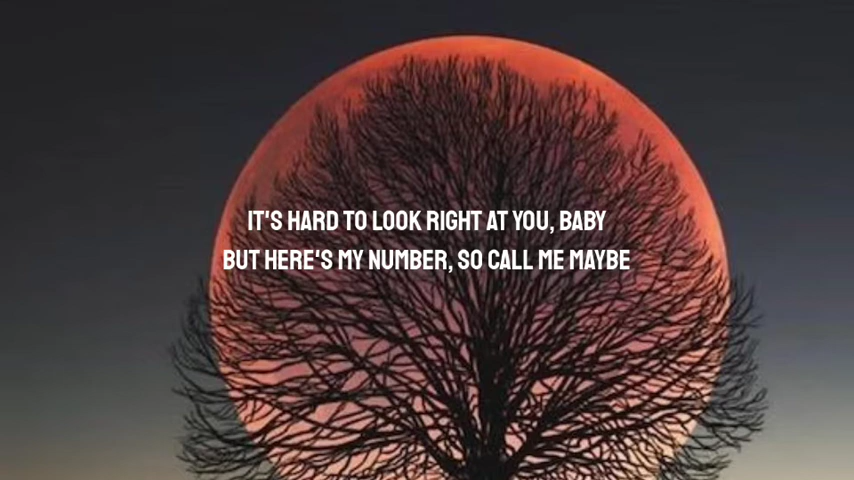 IT'S HARD TO LOOK RIGHT AT YOU, BABY
BUT HERE'S MY NUMBER, SO CALL ME MAYBE